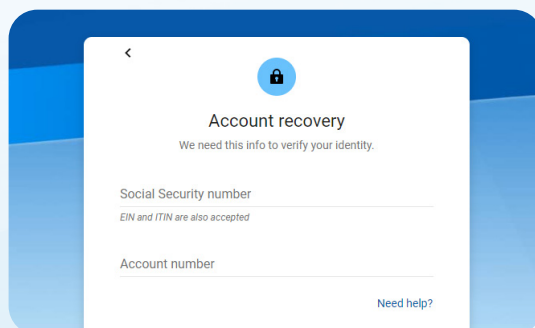 Account recovery
We need this info to verify your identity.
Social Security number
EIN and ITIN are also accepted
Account number
Need help?